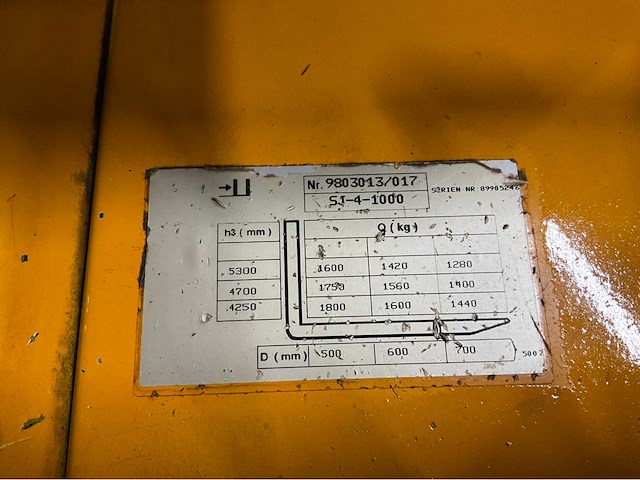 Nr. 9803013/017
SERIEN NR:
SJ-4-1000
h3 (mm) Q (kg)
5300 1600 1420 1280
4700 1750 1560 1400
4250 1800 1600 1440
D (mm) 500 600 700